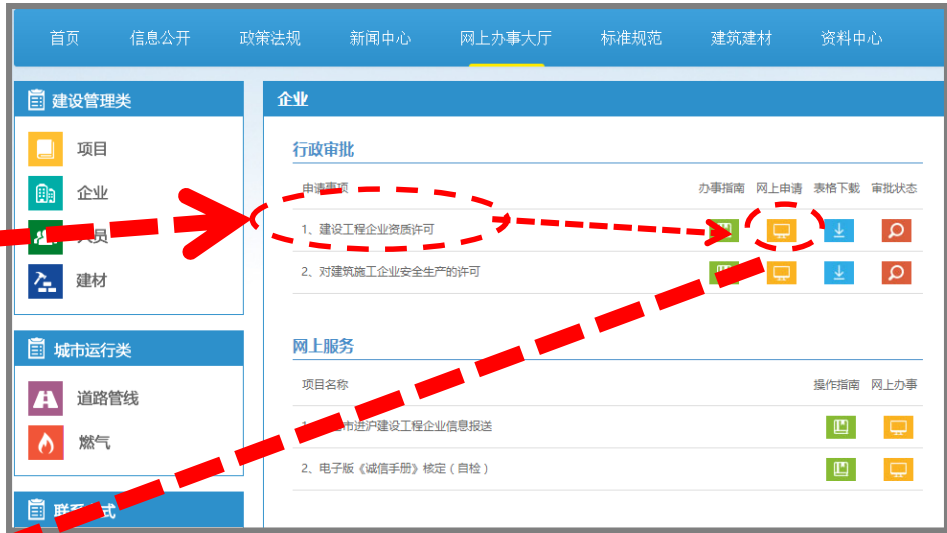 首页 信息公开 政策法规 新闻中心 网上办事大厅 标准规范 建筑建材 资料中心
建设管理类
项目
企业
人员
建材
城市运行类
道路管线
燃气
联系方式
企业
行政审批
申请事项 办事指南 网上申请 表格下载 审批状态
1、建设工程企业资质许可
2、对建筑施工企业安全生产的许可
网上服务
项目名称 操作指南 网上办事
市进沪建设工程企业信息报送
2、电子版《诚信手册》核定(自检)